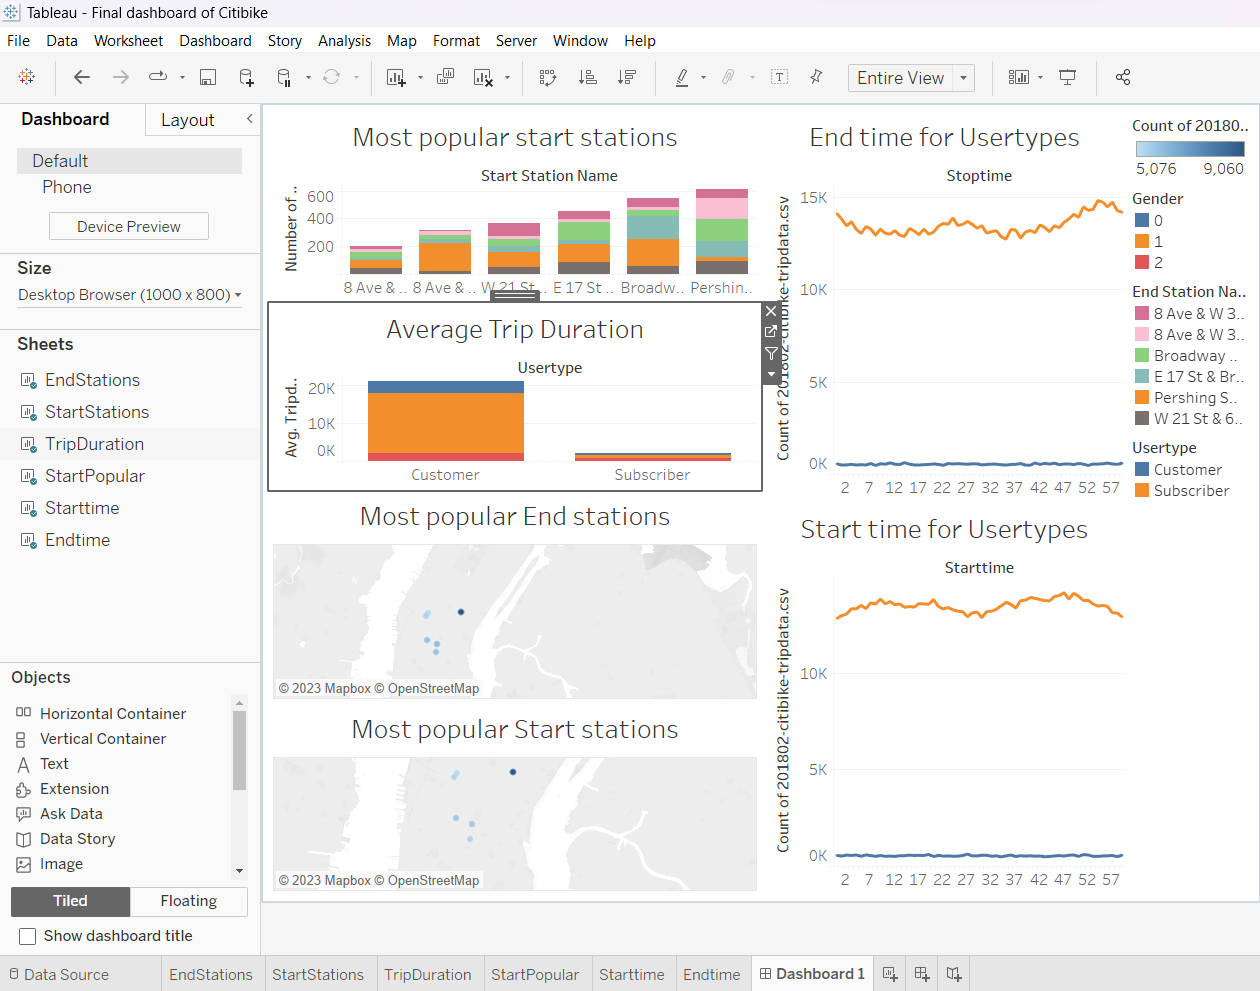 Tableau - Final dashboard of Citibike
File Data Worksheet Dashboard Story Analysis Map Format Server Window Help
Entire View
Dashboard Layout
Default
Phone
Device Preview
Size
Desktop Browser (1000 x 800)
Sheets
EndStations
StartStations
TripDuration
StartPopular
Starttime
Endtime
Objects
Horizontal Container
Vertical Container
Text
Extension
Ask Data
Data Story
Image
Tiled Floating
Show dashboard title
Most popular start stations
Start Station Name
Number of ..
600
400
200
8 Ave & .. 8 Ave & .. W 21 St .. E 17 St .. Broadw.. Pershin..
Average Trip Duration
Usertype
Avg. Tripd..
20K
10K
0K
Customer Subscriber
Most popular End stations
© 2023 Mapbox © OpenStreetMap
Most popular Start stations
© 2023 Mapbox © OpenStreetMap
End time for Usertypes
Stoptime
Count of 201802-citibike-tripdata.csv
15K
10K
5K
0K
2 7 12 17 22 27 32 37 42 47 52 57
Start time for Usertypes
Starttime
Count of 201802-citibike-tripdata.csv
10K
5K
0K
2 7 12 17 22 27 32 37 42 47 52 57
Count of 20180..
5,076 9,060
Gender
0
1
2
End Station Na..
8 Ave & W 3..
8 Ave & W 3..
Broadway ..
E 17 St & Br..
Pershing S..
W 21 St & 6..
Usertype
Customer
Subscriber
Data Source EndStations StartStations TripDuration StartPopular Starttime Endtime Dashboard 1